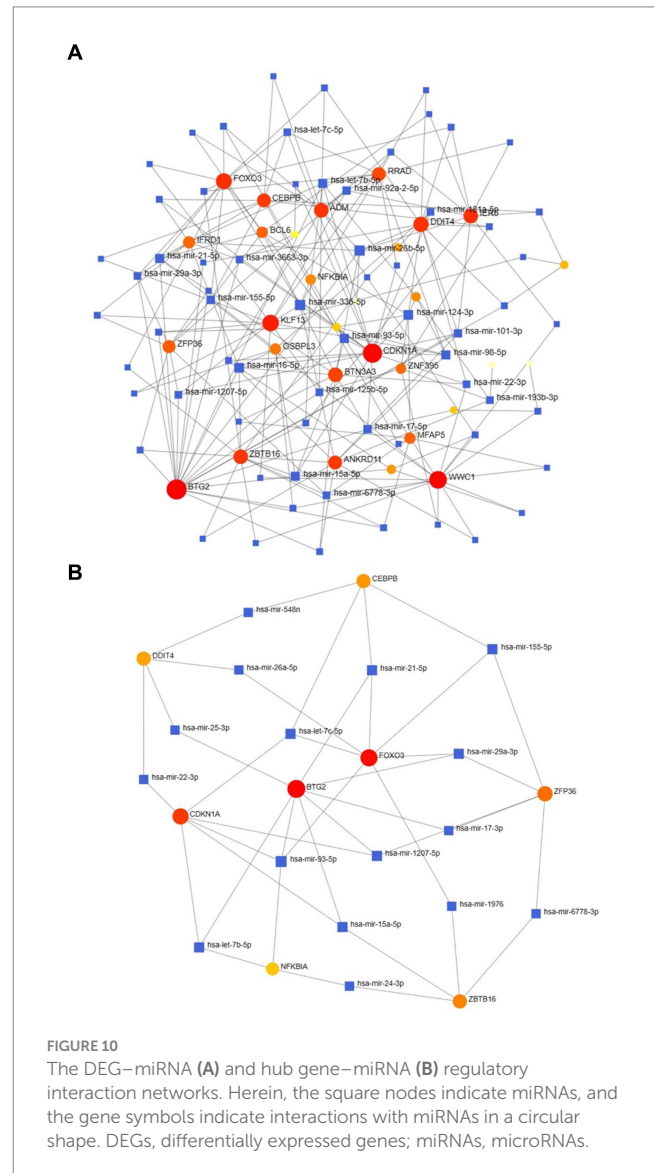 A
hsa-let-7c-5p
FOXO3
RRAD
hsa-let-7b-5p
hsa-mir-92a-2-5p
CEBPB
ADM
hsa-mir-181a-5p
IER3
DDIT4
BCL6
IFRD1
hsa-mir-26b-5p
hsa-mir-21-5p
hsa-mir-3663-3p
hsa-mir-29a-3p
NFKBIA
hsa-mir-155-5p
hsa-mir-335-5p
hsa-mir-124-3p
KLF13
hsa-mir-93-5p
hsa-mir-101-3p
ZFP36
OSBPL3
CDKN1A
hsa-mir-98-5p
hsa-mir-16-5p
BTN3A3
ZNF395
hsa-mir-22-3p
hsa-mir-1207-5p
hsa-mir-125b-5p
hsa-mir-193b-3p
hsa-mir-17-5p
MFAP5
ZBTB16
ANKRD11
hsa-mir-15a-5p
WWC1
BTG2
hsa-mir-6778-3p
B
CEBPB
hsa-mir-548n
hsa-mir-155-5p
DDIT4
hsa-mir-26a-5p
hsa-mir-21-5p
hsa-mir-25-3p
hsa-let-7c-5p
FOXO3
hsa-mir-29a-3p
hsa-mir-22-3p
BTG2
ZFP36
CDKN1A
hsa-mir-17-3p
hsa-mir-93-5p
hsa-mir-1207-5p
hsa-mir-1976
hsa-mir-6778-3p
hsa-mir-15a-5p
hsa-let-7b-5p
NFKBIA
hsa-mir-24-3p
ZBTB16
FIGURE 10
The DEG–miRNA (A) and hub gene–miRNA (B) regulatory
interaction networks. Herein, the square nodes indicate miRNAs, and
the gene symbols indicate interactions with miRNAs in a circular
shape. DEGs, differentially expressed genes; miRNAs, microRNAs.